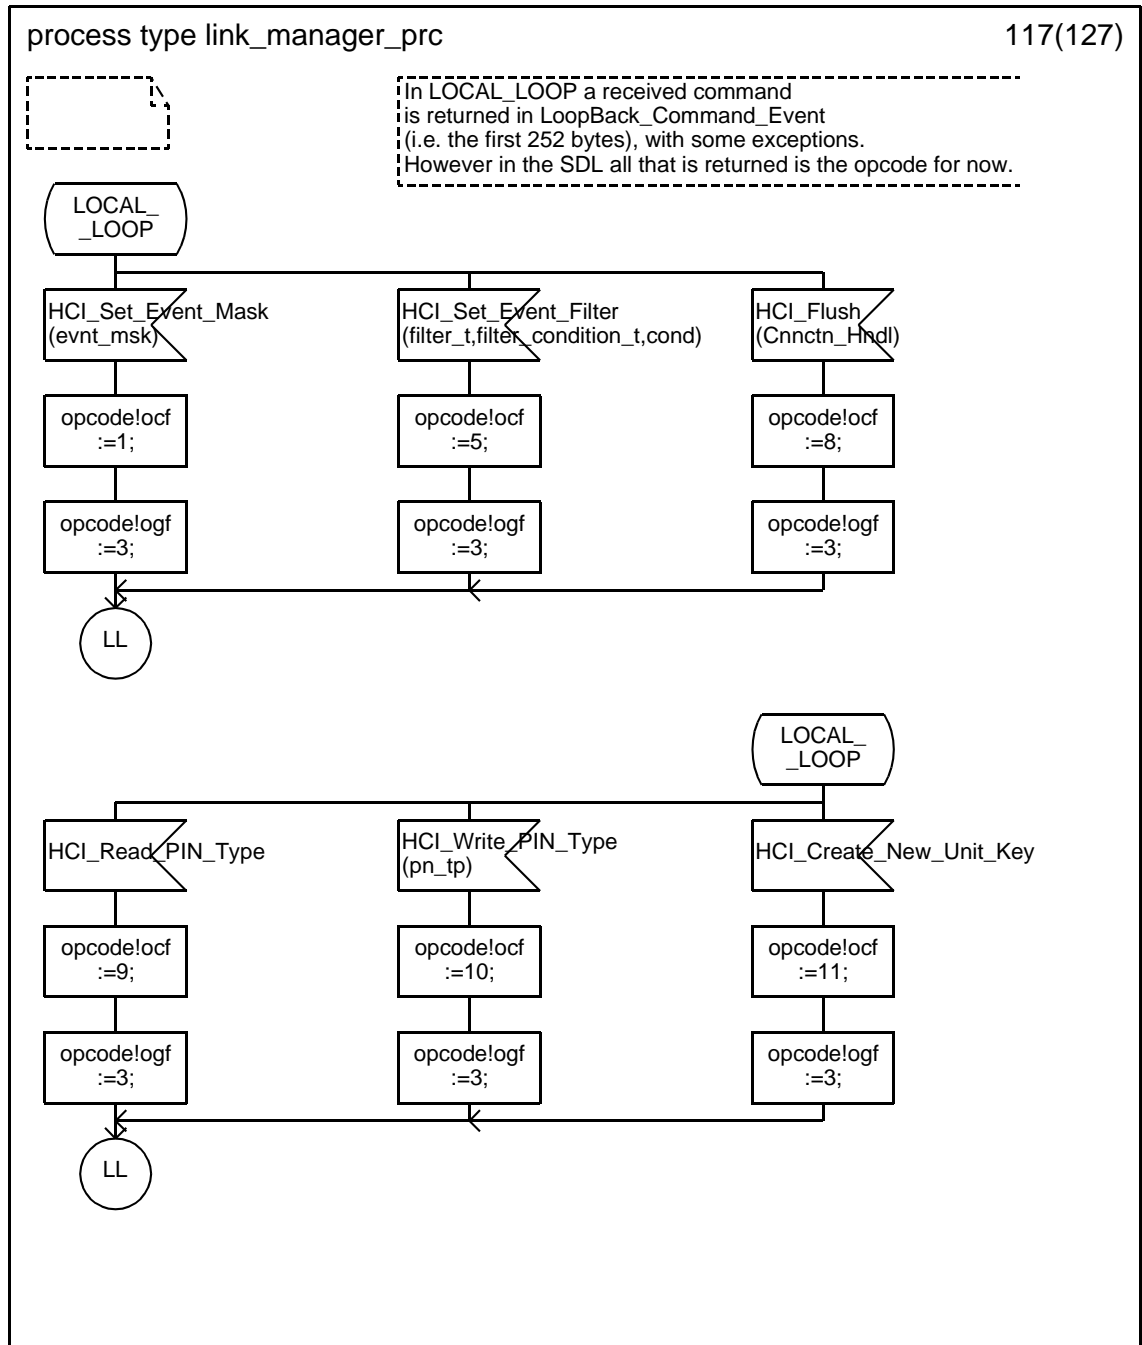 process type link_manager_prc
117(127)
In LOCAL_LOOP a received command
is returned in LoopBack_Command_Event
(i.e. the first 252 bytes), with some exceptions.
However in the SDL all that is returned is the opcode for now.
LOCAL_
_LOOP
HCI_Set_Event_Mask
(evnt_msk)
HCI_Set_Event_Filter
(filter_t,filter_condition_t,cond)
HCI_Flush
(Cnnctn_Hndl)
opcode!ocf
:=1;
opcode!ocf
:=5;
opcode!ocf
:=8;
opcode!ogf
:=3;
opcode!ogf
:=3;
opcode!ogf
:=3;
LL
LOCAL_
_LOOP
HCI_Read_PIN_Type
HCI_Write_PIN_Type
(pn_tp)
HCI_Create_New_Unit_Key
opcode!ocf
:=9;
opcode!ocf
:=10;
opcode!ocf
:=11;
opcode!ogf
:=3;
opcode!ogf
:=3;
opcode!ogf
:=3;
LL